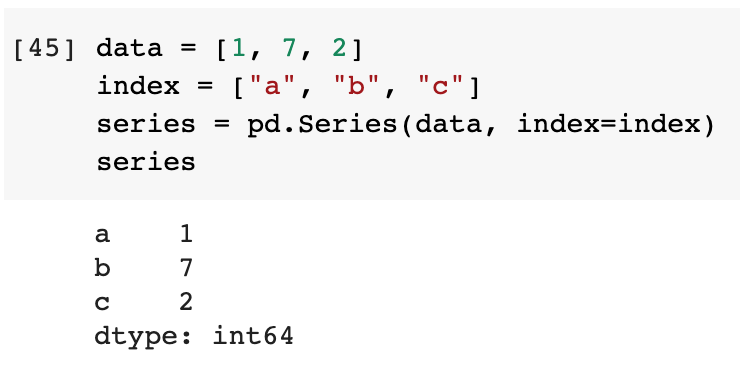 [45] data = [1, 7, 2]
index = ["a", "b", "c"]
series = pd.Series(data, index=index)
series
a 1
b 7
c 2
dtype: int64